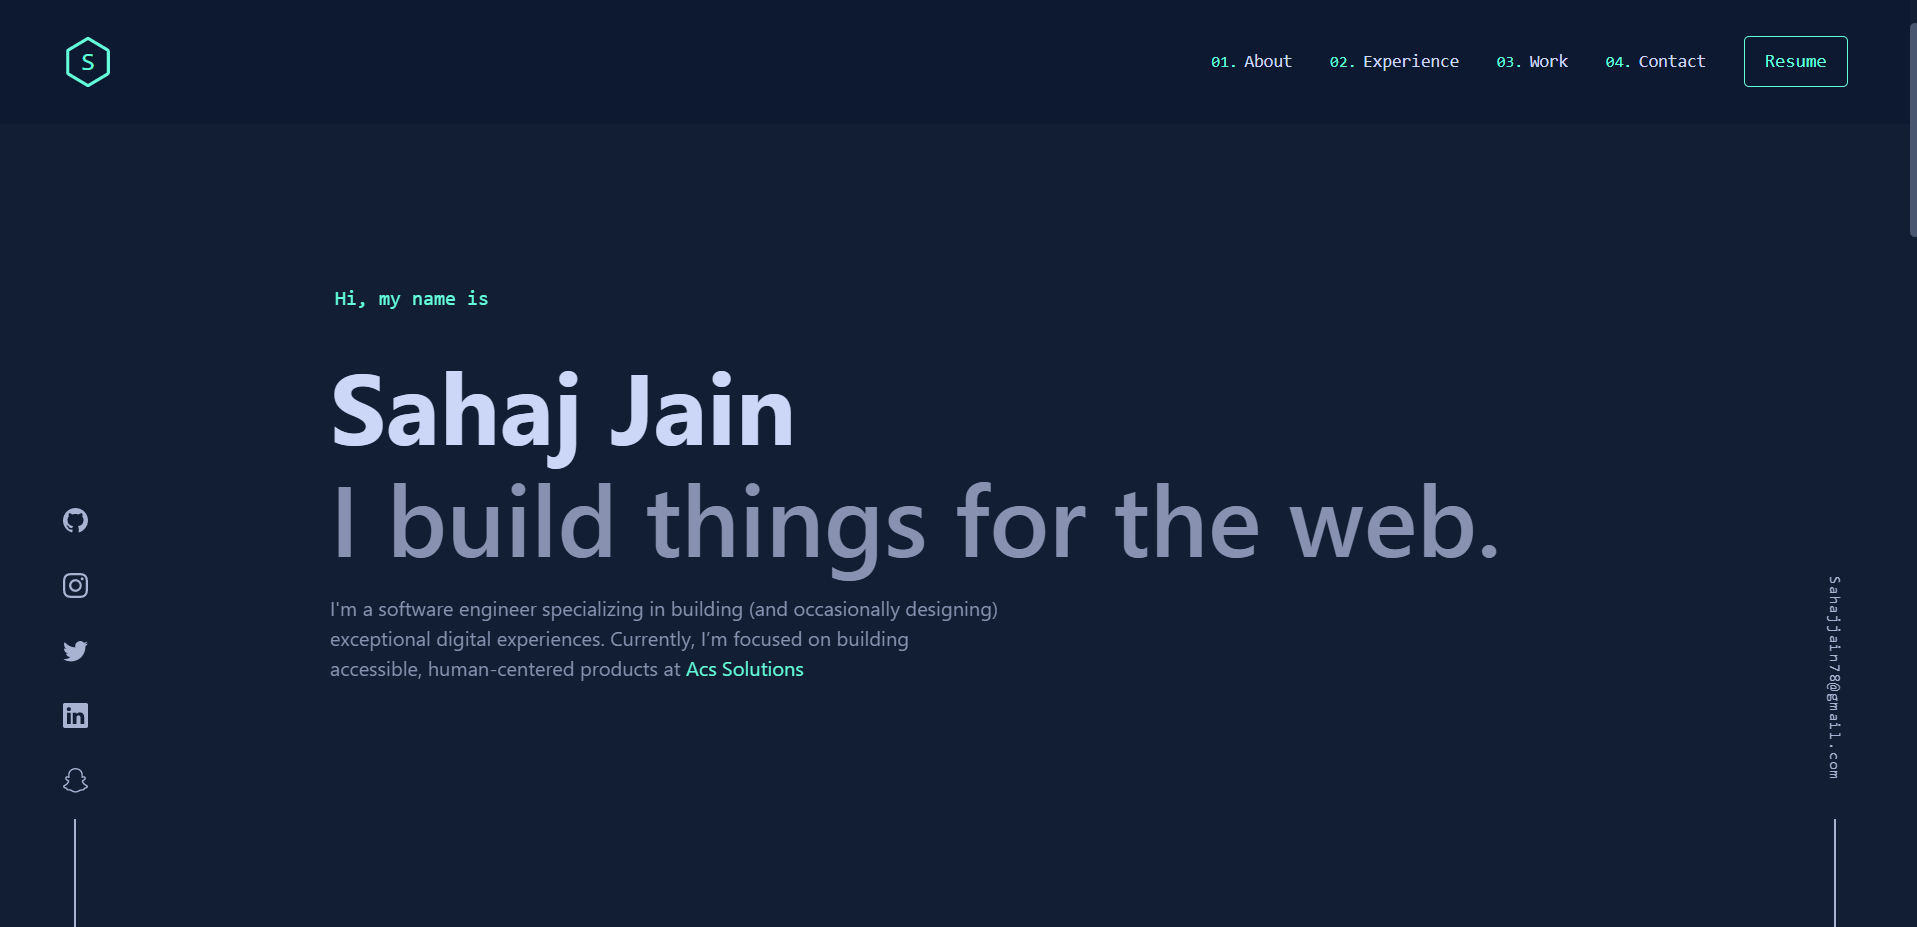 S
01. About
02. Experience
03. Work
04. Contact
Resume
Hi, my name is
Sahaj Jain
I build things for the web.
I'm a software engineer specializing in building (and occasionally designing)
exceptional digital experiences. Currently, I’m focused on building
accessible, human-centered products at Acs Solutions
in
Sahajjain78@gmail.com